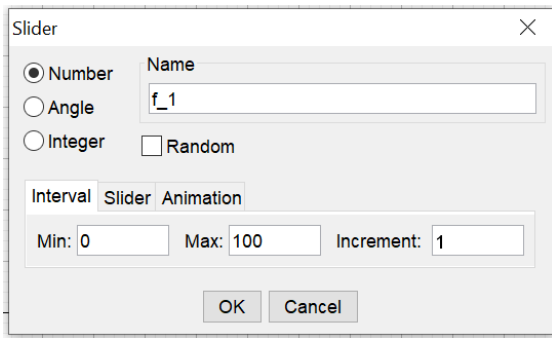 Slider
Number
Name
f_1
Angle
Integer
Random
Interval Slider Animation
Min: 0 Max: 100 Increment: 1
OK Cancel